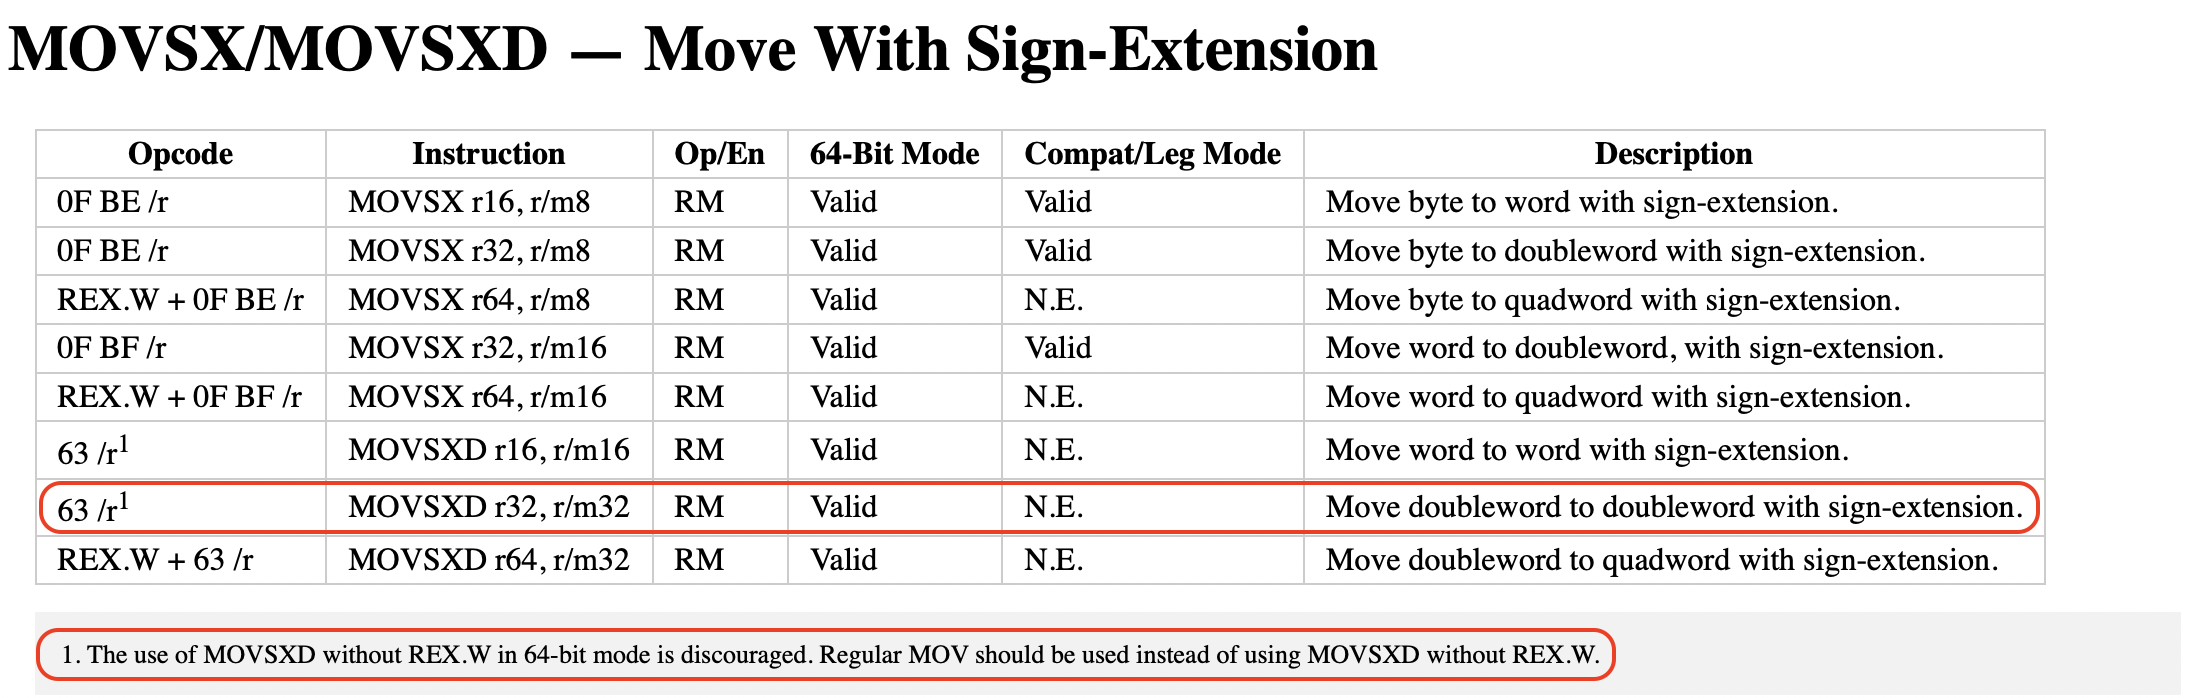 MOVSX/MOVSXD — Move With Sign-Extension
Opcode Instruction Op/En 64-Bit Mode Compat/Leg Mode Description
0F BE /r MOVSX r16, r/m8 RM Valid Valid Move byte to word with sign-extension.
0F BE /r MOVSX r32, r/m8 RM Valid Valid Move byte to doubleword with sign-extension.
REX.W + 0F BE /r MOVSX r64, r/m8 RM Valid N.E. Move byte to quadword with sign-extension.
0F BF /r MOVSX r32, r/m16 RM Valid Valid Move word to doubleword, with sign-extension.
REX.W + 0F BF /r MOVSX r64, r/m16 RM Valid N.E. Move word to quadword with sign-extension.
63 /r¹ MOVSXD r16, r/m16 RM Valid N.E. Move word to word with sign-extension.
63 /r¹ MOVSXD r32, r/m32 RM Valid N.E. Move doubleword to doubleword with sign-extension.
REX.W + 63 /r MOVSXD r64, r/m32 RM Valid N.E. Move doubleword to quadword with sign-extension.
1. The use of MOVSXD without REX.W in 64-bit mode is discouraged. Regular MOV should be used instead of using MOVSXD without REX.W.